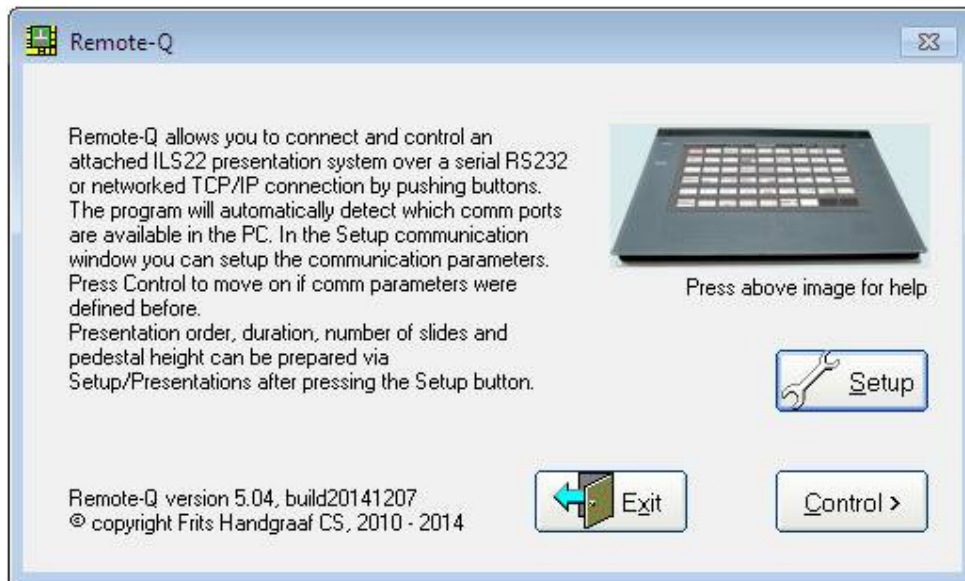 Remote-Q
Remote-Q allows you to connect and control an
attached ILS22 presentation system over a serial RS232
or networked TCP/IP connection by pushing buttons.
The program will automatically detect which comm ports
are available in the PC. In the Setup communication
window you can setup the communication parameters.
Press Control to move on if comm parameters were
defined before.
Presentation order, duration, number of slides and
pedestal height can be prepared via
Setup/Presentations after pressing the Setup button.
Press above image for help
Setup
Remote-Q version 5.04, build20141207
© copyright Frits Handgraaf CS, 2010 - 2014
Exit
Control >